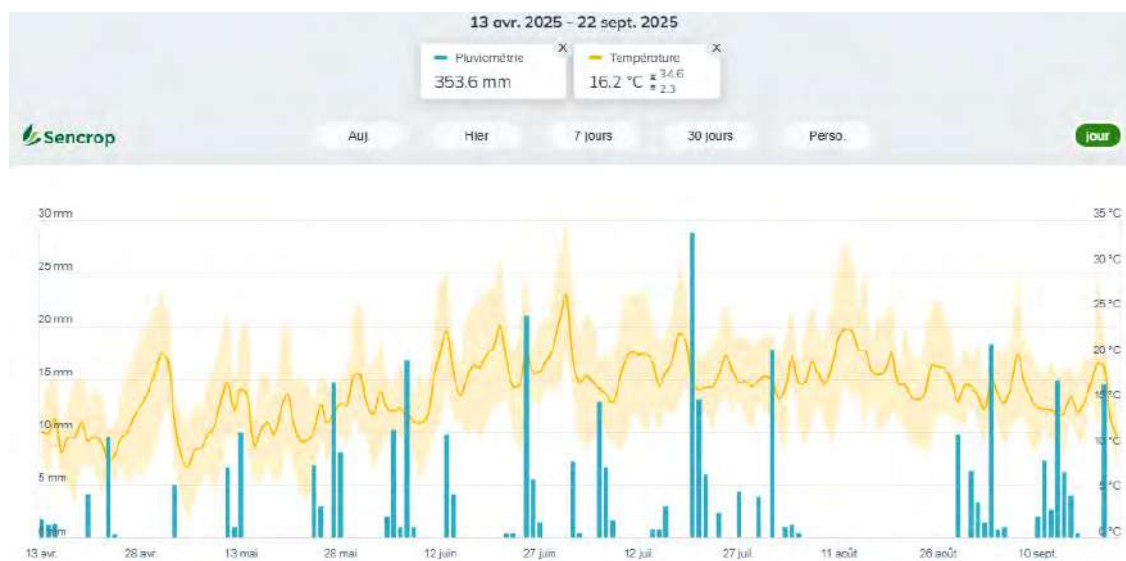 13 avr. 2025 - 22 sept. 2025
Pluviométrie
353.6 mm
Température
16.2 °C 34.6 2.3
Sencrop
Auj.
Hier
7 jours
30 jours
Perso.
jour
30 mm
35 °C
25 mm
30 °C
20 mm
25 °C
15 mm
20 °C
10 mm
15 °C
5 mm
10 °C
5 °C
0 mm
0 °C
13 avr. 28 avr. 13 mai 28 mai 12 juin 27 juin 12 juil. 27 juil. 11 août 26 août 10 sept.